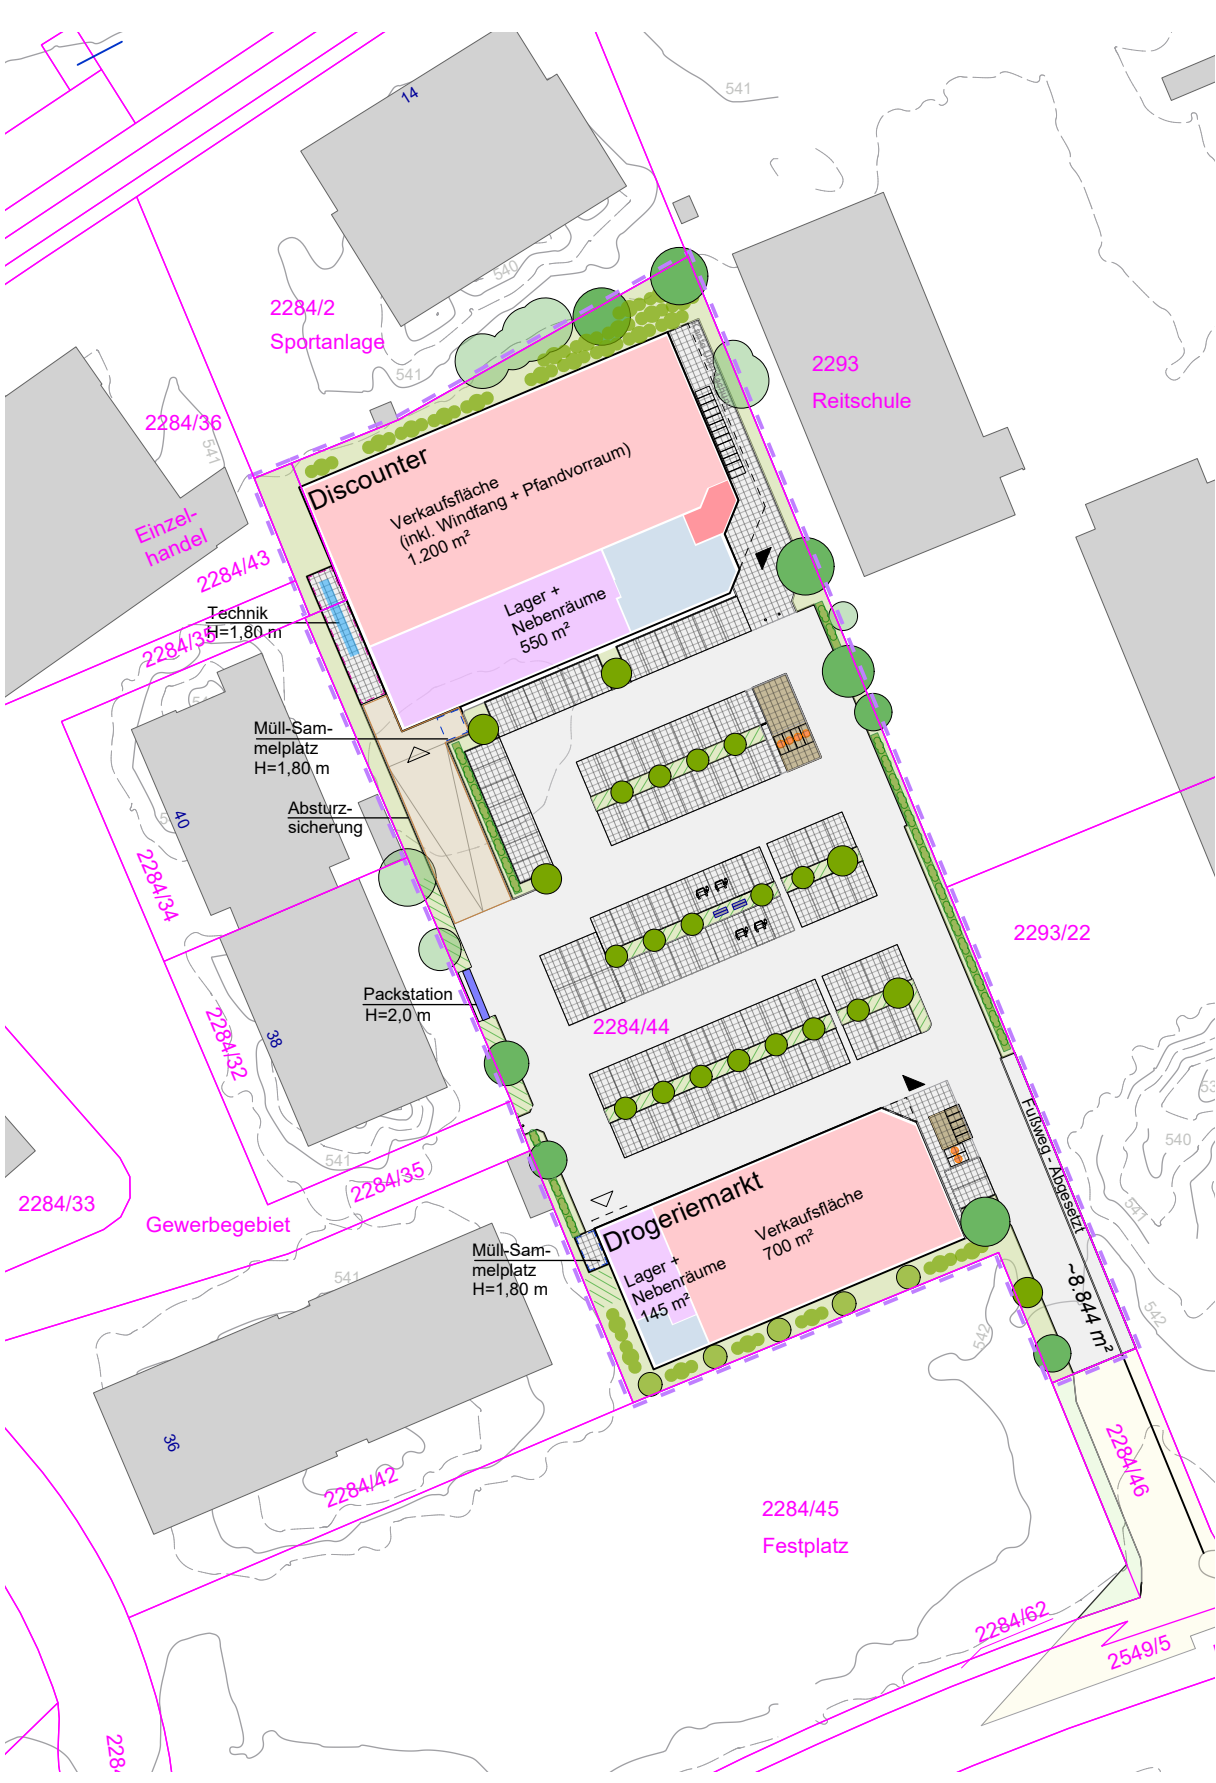 541
14
540
2284/2
Sportanlage
541
2293
Reitschule
2284/36
541
Einzel-
handel
Discounter
Verkaufsfläche
(inkl. Windfang + Pfandvorraum)
1.200 m²
2284/43
Technik
H=1,80 m
2284/35
Lager +
Nebenräume
550 m²
Müll-Sam-
melplatz
H=1,80 m
Absturz-
sicherung
40
2284/34
2293/22
Packstation
H=2,0 m
2284/44
2284/32
38
541
2284/35
2284/33
Gewerbegebiet
Fußweg - Abgesetzt
540
541
Drogeriemarkt
Verkaufsfläche
700 m²
Müll-Sam-
melplatz
H=1,80 m
Lager +
Nebenräume
145 m²
541
~8.844 m²
542
542
36
2284/42
2284/46
2284/45
Festplatz
2284/62
2549/5